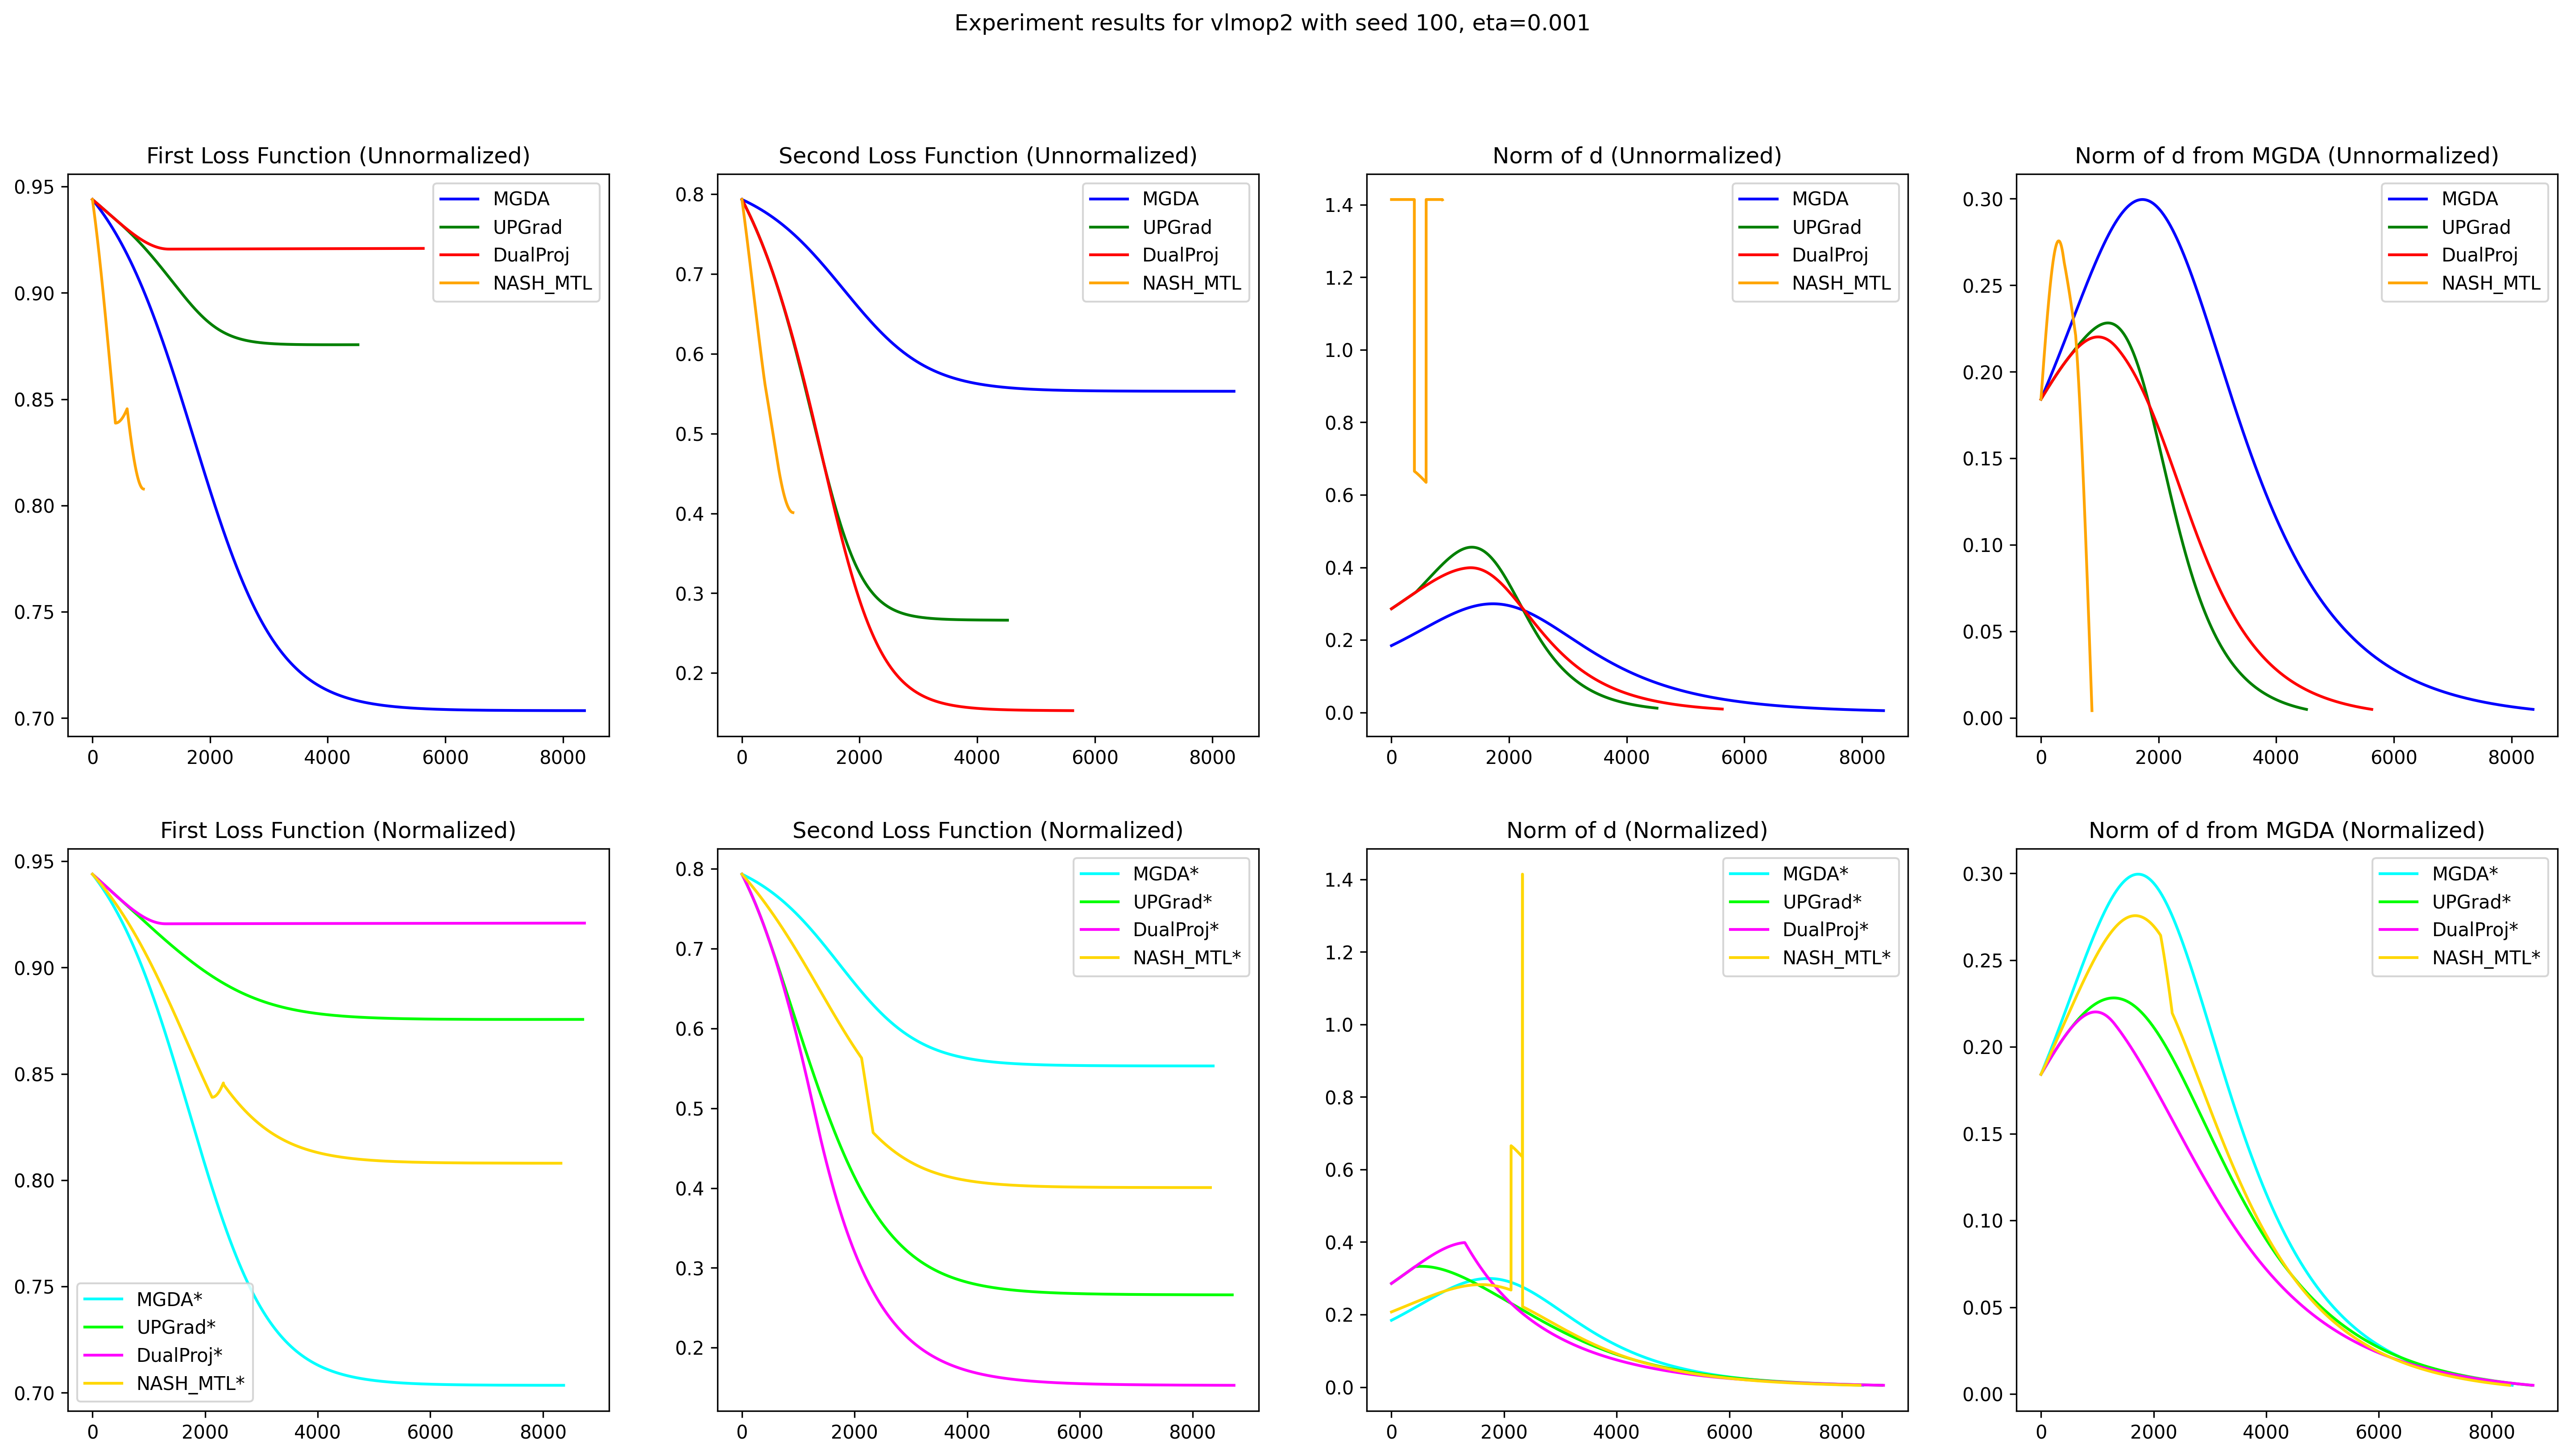 Experiment results for vlmop2 with seed 100, eta=0.001
First Loss Function (Unnormalized)
0.95
0.90
0.85
0.80
0.75
0.70
0 2000 4000 6000 8000
MGDA
UPGrad
DualProj
NASH_MTL
Second Loss Function (Unnormalized)
0.8
0.7
0.6
0.5
0.4
0.3
0.2
0 2000 4000 6000 8000
MGDA
UPGrad
DualProj
NASH_MTL
Norm of d (Unnormalized)
1.4
1.2
1.0
0.8
0.6
0.4
0.2
0.0
0 2000 4000 6000 8000
MGDA
UPGrad
DualProj
NASH_MTL
Norm of d from MGDA (Unnormalized)
0.30
0.25
0.20
0.15
0.10
0.05
0.00
0 2000 4000 6000 8000
MGDA
UPGrad
DualProj
NASH_MTL
First Loss Function (Normalized)
0.95
0.90
0.85
0.80
0.75
0.70
0 2000 4000 6000 8000
MGDA*
UPGrad*
DualProj*
NASH_MTL*
Second Loss Function (Normalized)
0.8
0.7
0.6
0.5
0.4
0.3
0.2
0 2000 4000 6000 8000
MGDA*
UPGrad*
DualProj*
NASH_MTL*
Norm of d (Normalized)
1.4
1.2
1.0
0.8
0.6
0.4
0.2
0.0
0 2000 4000 6000 8000
MGDA*
UPGrad*
DualProj*
NASH_MTL*
Norm of d from MGDA (Normalized)
0.30
0.25
0.20
0.15
0.10
0.05
0.00
0 2000 4000 6000 8000
MGDA*
UPGrad*
DualProj*
NASH_MTL*